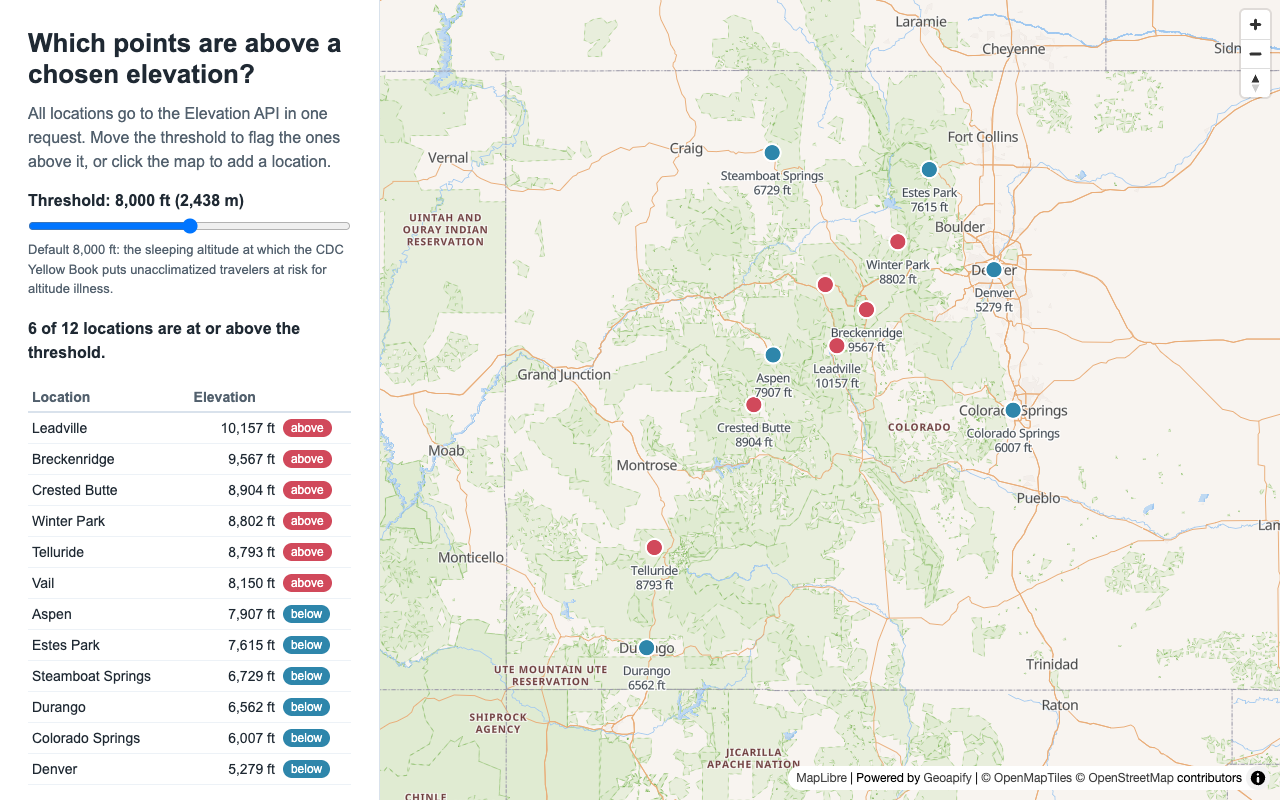 Which points are above a
chosen elevation?
All locations go to the Elevation API in one
request. Move the threshold to flag the ones
above it, or click the map to add a location.
Threshold: 8,000 ft (2,438 m)
Default 8,000 ft: the sleeping altitude at which the CDC
Yellow Book puts unacclimatized travelers at risk for
altitude illness.
6 of 12 locations are at or above the
threshold.
Location Elevation
Leadville 10,157 ft above
Breckenridge 9,567 ft above
Crested Butte 8,904 ft above
Winter Park 8,802 ft above
Telluride 8,793 ft above
Vail 8,150 ft above
Aspen 7,907 ft below
Estes Park 7,615 ft below
Steamboat Springs 6,729 ft below
Durango 6,562 ft below
Colorado Springs 6,007 ft below
Denver 5,279 ft below
Laramie
Cheyenne
Sidn
Fort Collins
Craig
Vernal
Steamboat Springs
6729 ft
Estes Park
7615 ft
UINTAH AND
OURAY INDIAN
RESERVATION
Boulder
Winter Park
8802 ft
Denver
Denver
5279 ft
Breckenridge
9567 ft
Leadville
10157 ft
Grand Junction
Aspen
7907 ft
Crested Butte
8904 ft
COLORADO
Colorado Springs
Colorado Springs
6007 ft
Moab
Montrose
Pueblo
Lam
Monticello
Telluride
8793 ft
Durango
Durango
6562 ft
UTE MOUNTAIN UTE
RESERVATION
Trinidad
Raton
SHIPROCK
AGENCY
JICARILLA
APACHE NATION
CHINLE
MapLibre | Powered by Geoapify | © OpenMapTiles © OpenStreetMap contributors